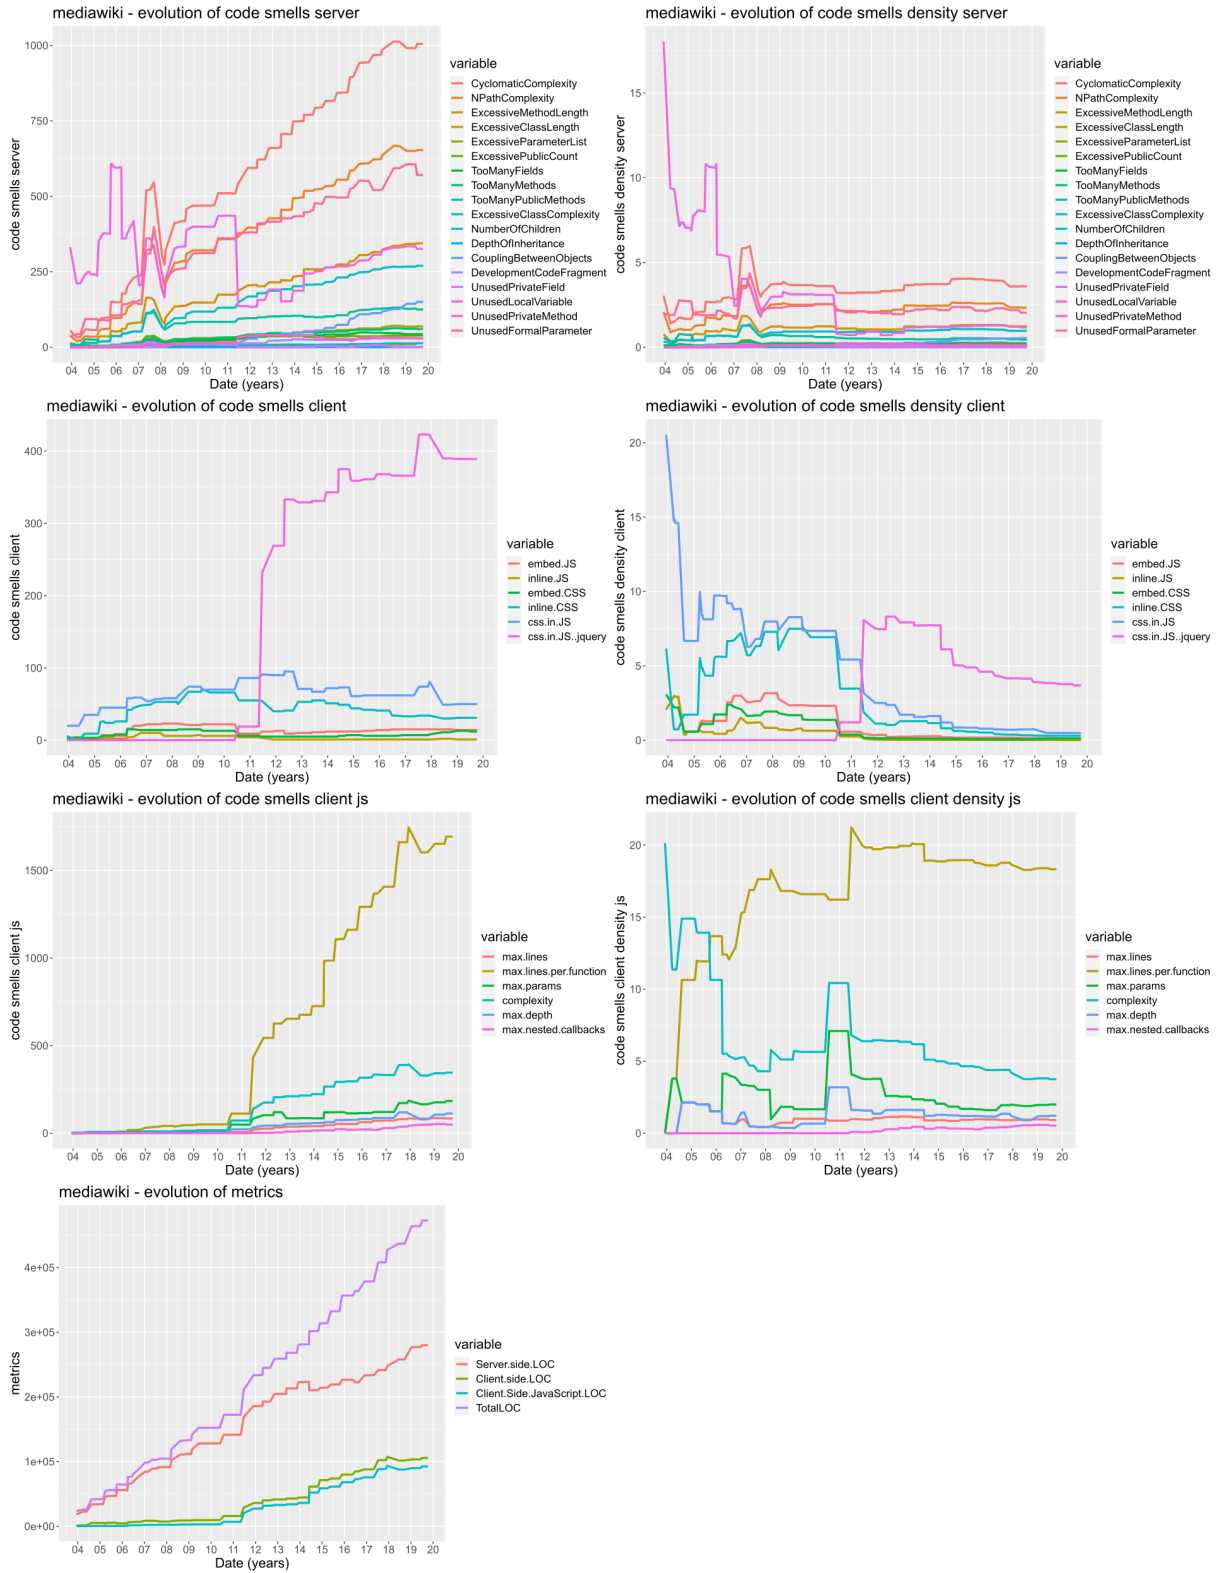 mediawiki - evolution of code smells server
code smells server
1000
750
500
250
0
04 05 06 07 08 09 10 11 12 13 14 15 16 17 18 19 20
Date (years)
variable
CyclomaticComplexity
NPathComplexity
ExcessiveMethodLength
ExcessiveClassLength
ExcessiveParameterList
ExcessivePublicCount
TooManyFields
TooManyMethods
TooManyPublicMethods
ExcessiveClassComplexity
NumberOfChildren
DepthOfInheritance
CouplingBetweenObjects
DevelopmentCodeFragment
UnusedPrivateField
UnusedLocalVariable
UnusedPrivateMethod
UnusedFormalParameter
mediawiki - evolution of code smells density server
code smells density server
15
10
5
0
04 05 06 07 08 09 10 11 12 13 14 15 16 17 18 19 20
Date (years)
variable
CyclomaticComplexity
NPathComplexity
ExcessiveMethodLength
ExcessiveClassLength
ExcessiveParameterList
ExcessivePublicCount
TooManyFields
TooManyMethods
TooManyPublicMethods
ExcessiveClassComplexity
NumberOfChildren
DepthOfInheritance
CouplingBetweenObjects
DevelopmentCodeFragment
UnusedPrivateField
UnusedLocalVariable
UnusedPrivateMethod
UnusedFormalParameter
mediawiki - evolution of code smells client
code smells client
400
300
200
100
0
04 05 06 07 08 09 10 11 12 13 14 15 16 17 18 19 20
Date (years)
variable
embed.JS
inline.JS
embed.CSS
inline.CSS
css.in.JS
css.in.JS..jquery
mediawiki - evolution of code smells density client
code smells density client
20
15
10
5
0
04 05 06 07 08 09 10 11 12 13 14 15 16 17 18 19 20
Date (years)
variable
embed.JS
inline.JS
embed.CSS
inline.CSS
css.in.JS
css.in.JS..jquery
mediawiki - evolution of code smells client js
code smells client js
1500
1000
500
0
04 05 06 07 08 09 10 11 12 13 14 15 16 17 18 19 20
Date (years)
variable
max.lines
max.lines.per.function
max.params
complexity
max.depth
max.nested.callbacks
mediawiki - evolution of code smells client density js
code smells client density js
20
15
10
5
0
04 05 06 07 08 09 10 11 12 13 14 15 16 17 18 19 20
Date (years)
variable
max.lines
max.lines.per.function
max.params
complexity
max.depth
max.nested.callbacks
mediawiki - evolution of metrics
metrics
4e+05
3e+05
2e+05
1e+05
0e+00
04 05 06 07 08 09 10 11 12 13 14 15 16 17 18 19 20
Date (years)
variable
Server.side.LOC
Client.side.LOC
Client.Side.JavaScript.LOC
TotalLOC